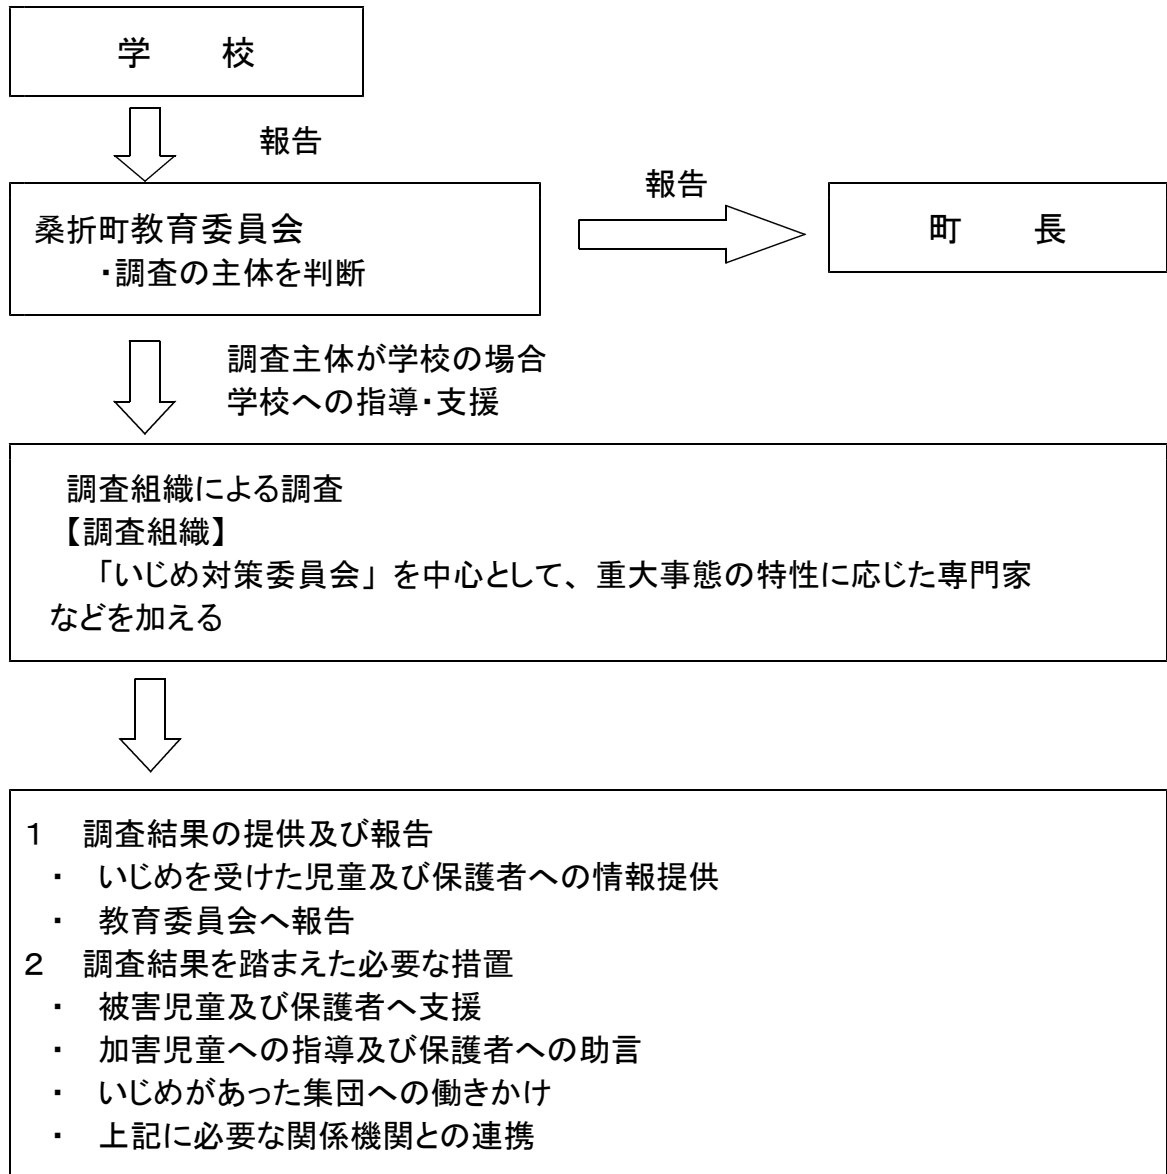 学　　校
報告
報告
桑折町教育委員会
・調査の主体を判断
町　　長
調査主体が学校の場合
学校への指導・支援
調査組織による調査
【調査組織】
「いじめ対策委員会」を中心として、重大事態の特性に応じた専門家
などを加える
１　調査結果の提供及び報告
・　いじめを受けた児童及び保護者への情報提供
・　教育委員会へ報告
２　調査結果を踏まえた必要な措置
・　被害児童及び保護者へ支援
・　加害児童への指導及び保護者への助言
・　いじめがあった集団への働きかけ
・　上記に必要な関係機関との連携